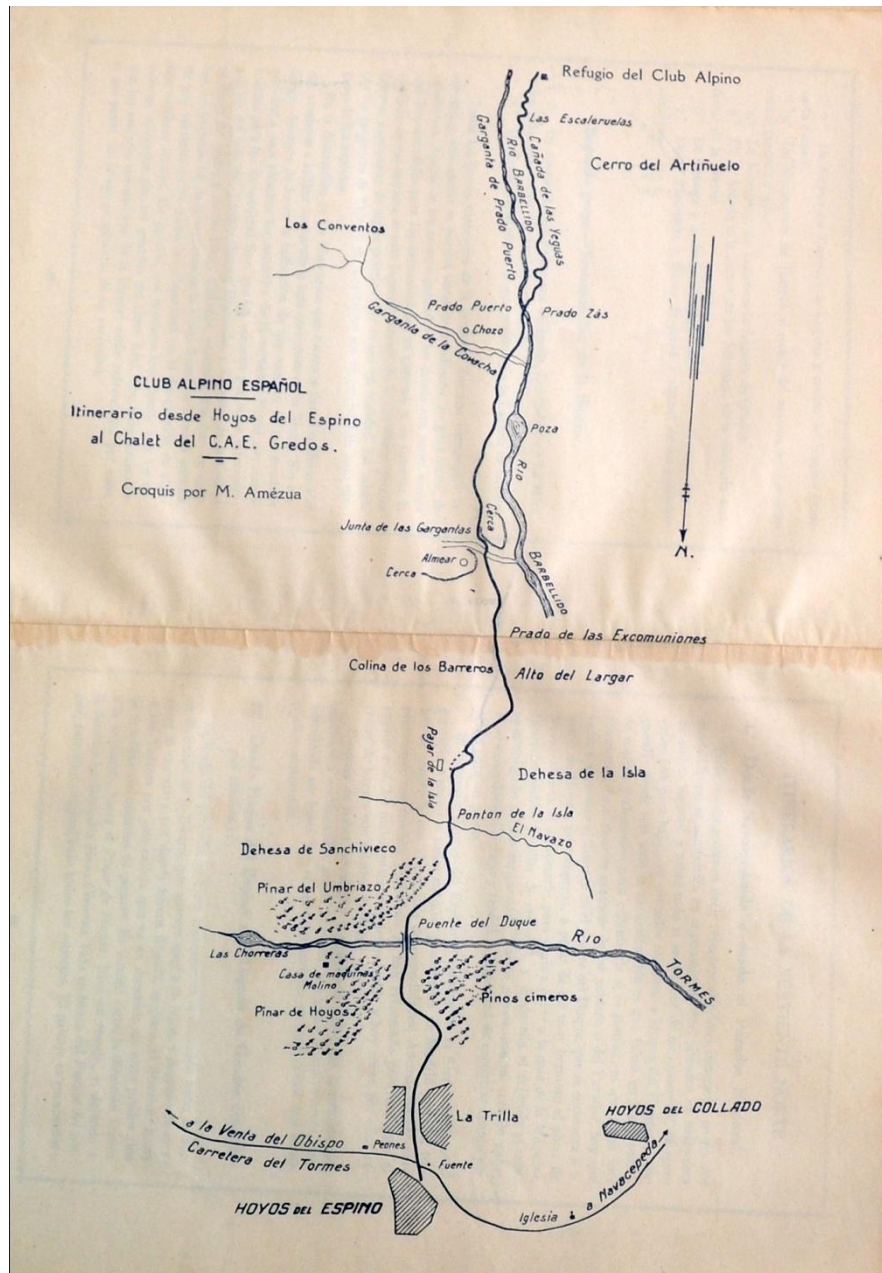 Refugio del Club Alpino
Las Escaleruelas
Cañada de las Yeguas
RIO BARBELLIDO
Garganta de Prado Puerto
Cerro del Artiñuelo
Los Conventos
Prado Puerto
Prado Zás
Chozo
Garganta de la Covacha
CLUB ALPINO ESPAÑOL
Itinerario desde Hoyos del Espino
al Chalet del C.A.E. Gredos.
Croquis por M. Amézua
Poza
RIO
BARBELLIDO
Cerca
Junta de las Gargantas
Almear
Cerca
N.
Prado de las Excomuniones
Colina de los Barreros
Alto del Largar
Pajar de la Isla
Dehesa de la Isla
Ponton de la Isla
El Navazo
Dehesa de Sanchivieco
Pinar del Umbriazo
Puente del Duque
RIO
TORMES
Las Chorreras
Casa de maquinas
Molino
Pinar de Hoyos
Pinos cimeros
La Trilla
HOYOS DEL COLLADO
a la Venta del Obispo
Peones
Carretera del Tormes
Fuente
HOYOS DEL ESPINO
Iglesia
a Navacepeda